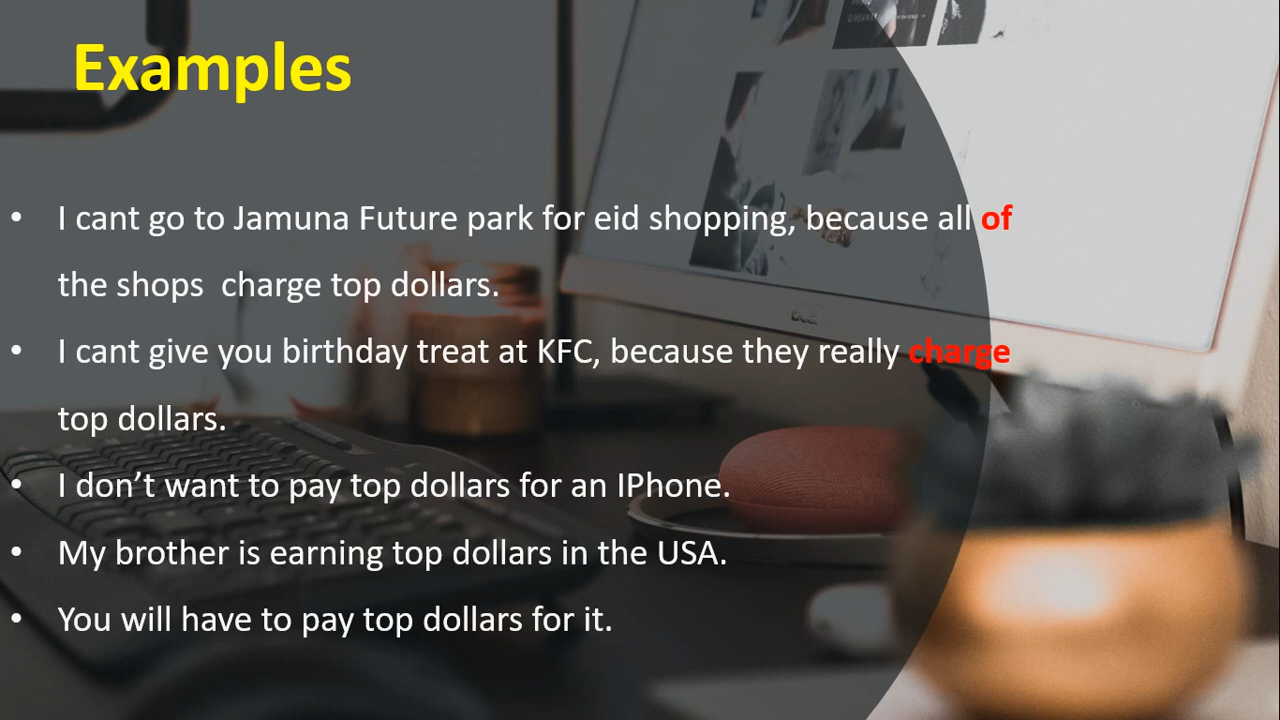 Examples
• I cant go to Jamuna Future park for eid shopping, because all of
the shops  charge top dollars.
• I cant give you birthday treat at KFC, because they really charge
top dollars.
• I don’t want to pay top dollars for an IPhone.
• My brother is earning top dollars in the USA.
• You will have to pay top dollars for it.